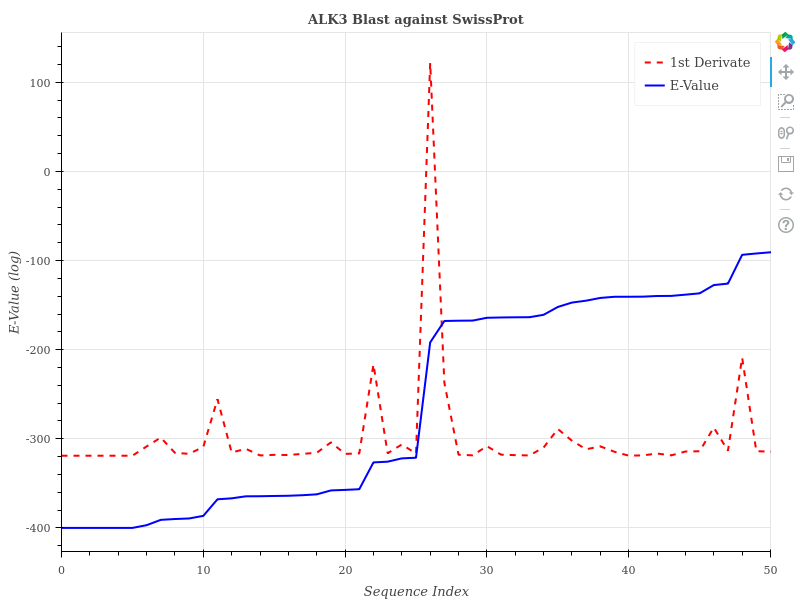 ALK3 Blast against SwissProt
1st Derivate
E-Value
100
0
-100
-200
-300
-400
E-Value (log)
0 10 20 30 40 50
Sequence Index